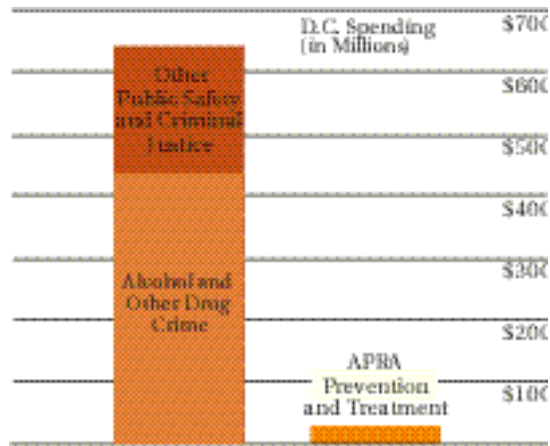 D.C. Spending
(in Millions)
$700
$600
$500
$400
$300
$200
$100
Other
Public Safety
and Criminal
Justice
Alcohol and
Other Drug
Crime
APRA
Prevention
and Treatment